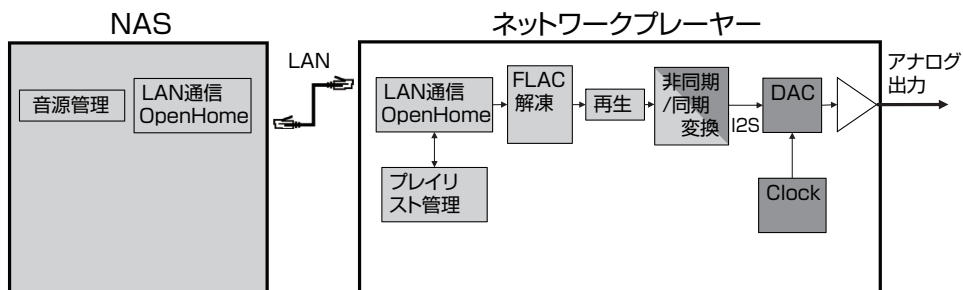 NAS
ネットワークプレーヤー
LAN
音源管理
LAN通信
OpenHome
LAN通信
OpenHome
プレイリ
スト管理
FLAC
解凍
再生
非同期
/同期
変換
I2S
DAC
Clock
アナログ
出力